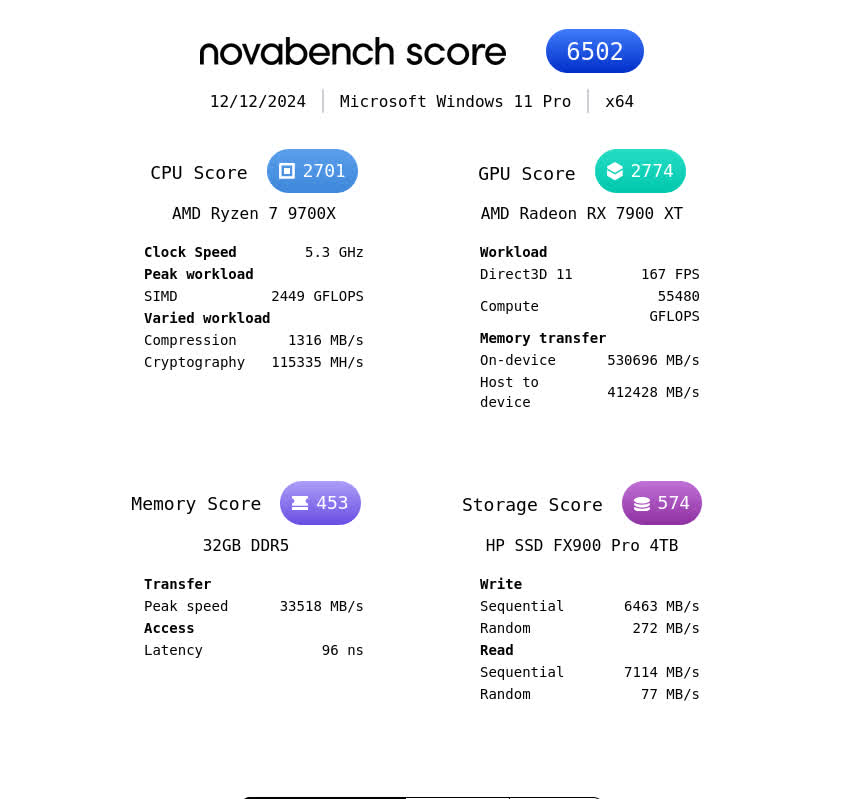 novabench score 6502
12/12/2024 Microsoft Windows 11 Pro x64
CPU Score 2701
AMD Ryzen 7 9700X
Clock Speed 5.3 GHz
Peak workload
SIMD 2449 GFLOPS
Varied workload
Compression 1316 MB/s
Cryptography 115335 MH/s
GPU Score 2774
AMD Radeon RX 7900 XT
Workload
Direct3D 11 167 FPS
Compute 55480
GFLOPS
Memory transfer
On-device 530696 MB/s
Host to
device 412428 MB/s
Memory Score 453
32GB DDR5
Transfer
Peak speed 33518 MB/s
Access
Latency 96 ns
Storage Score 574
HP SSD FX900 Pro 4TB
Write
Sequential 6463 MB/s
Random 272 MB/s
Read
Sequential 7114 MB/s
Random 77 MB/s